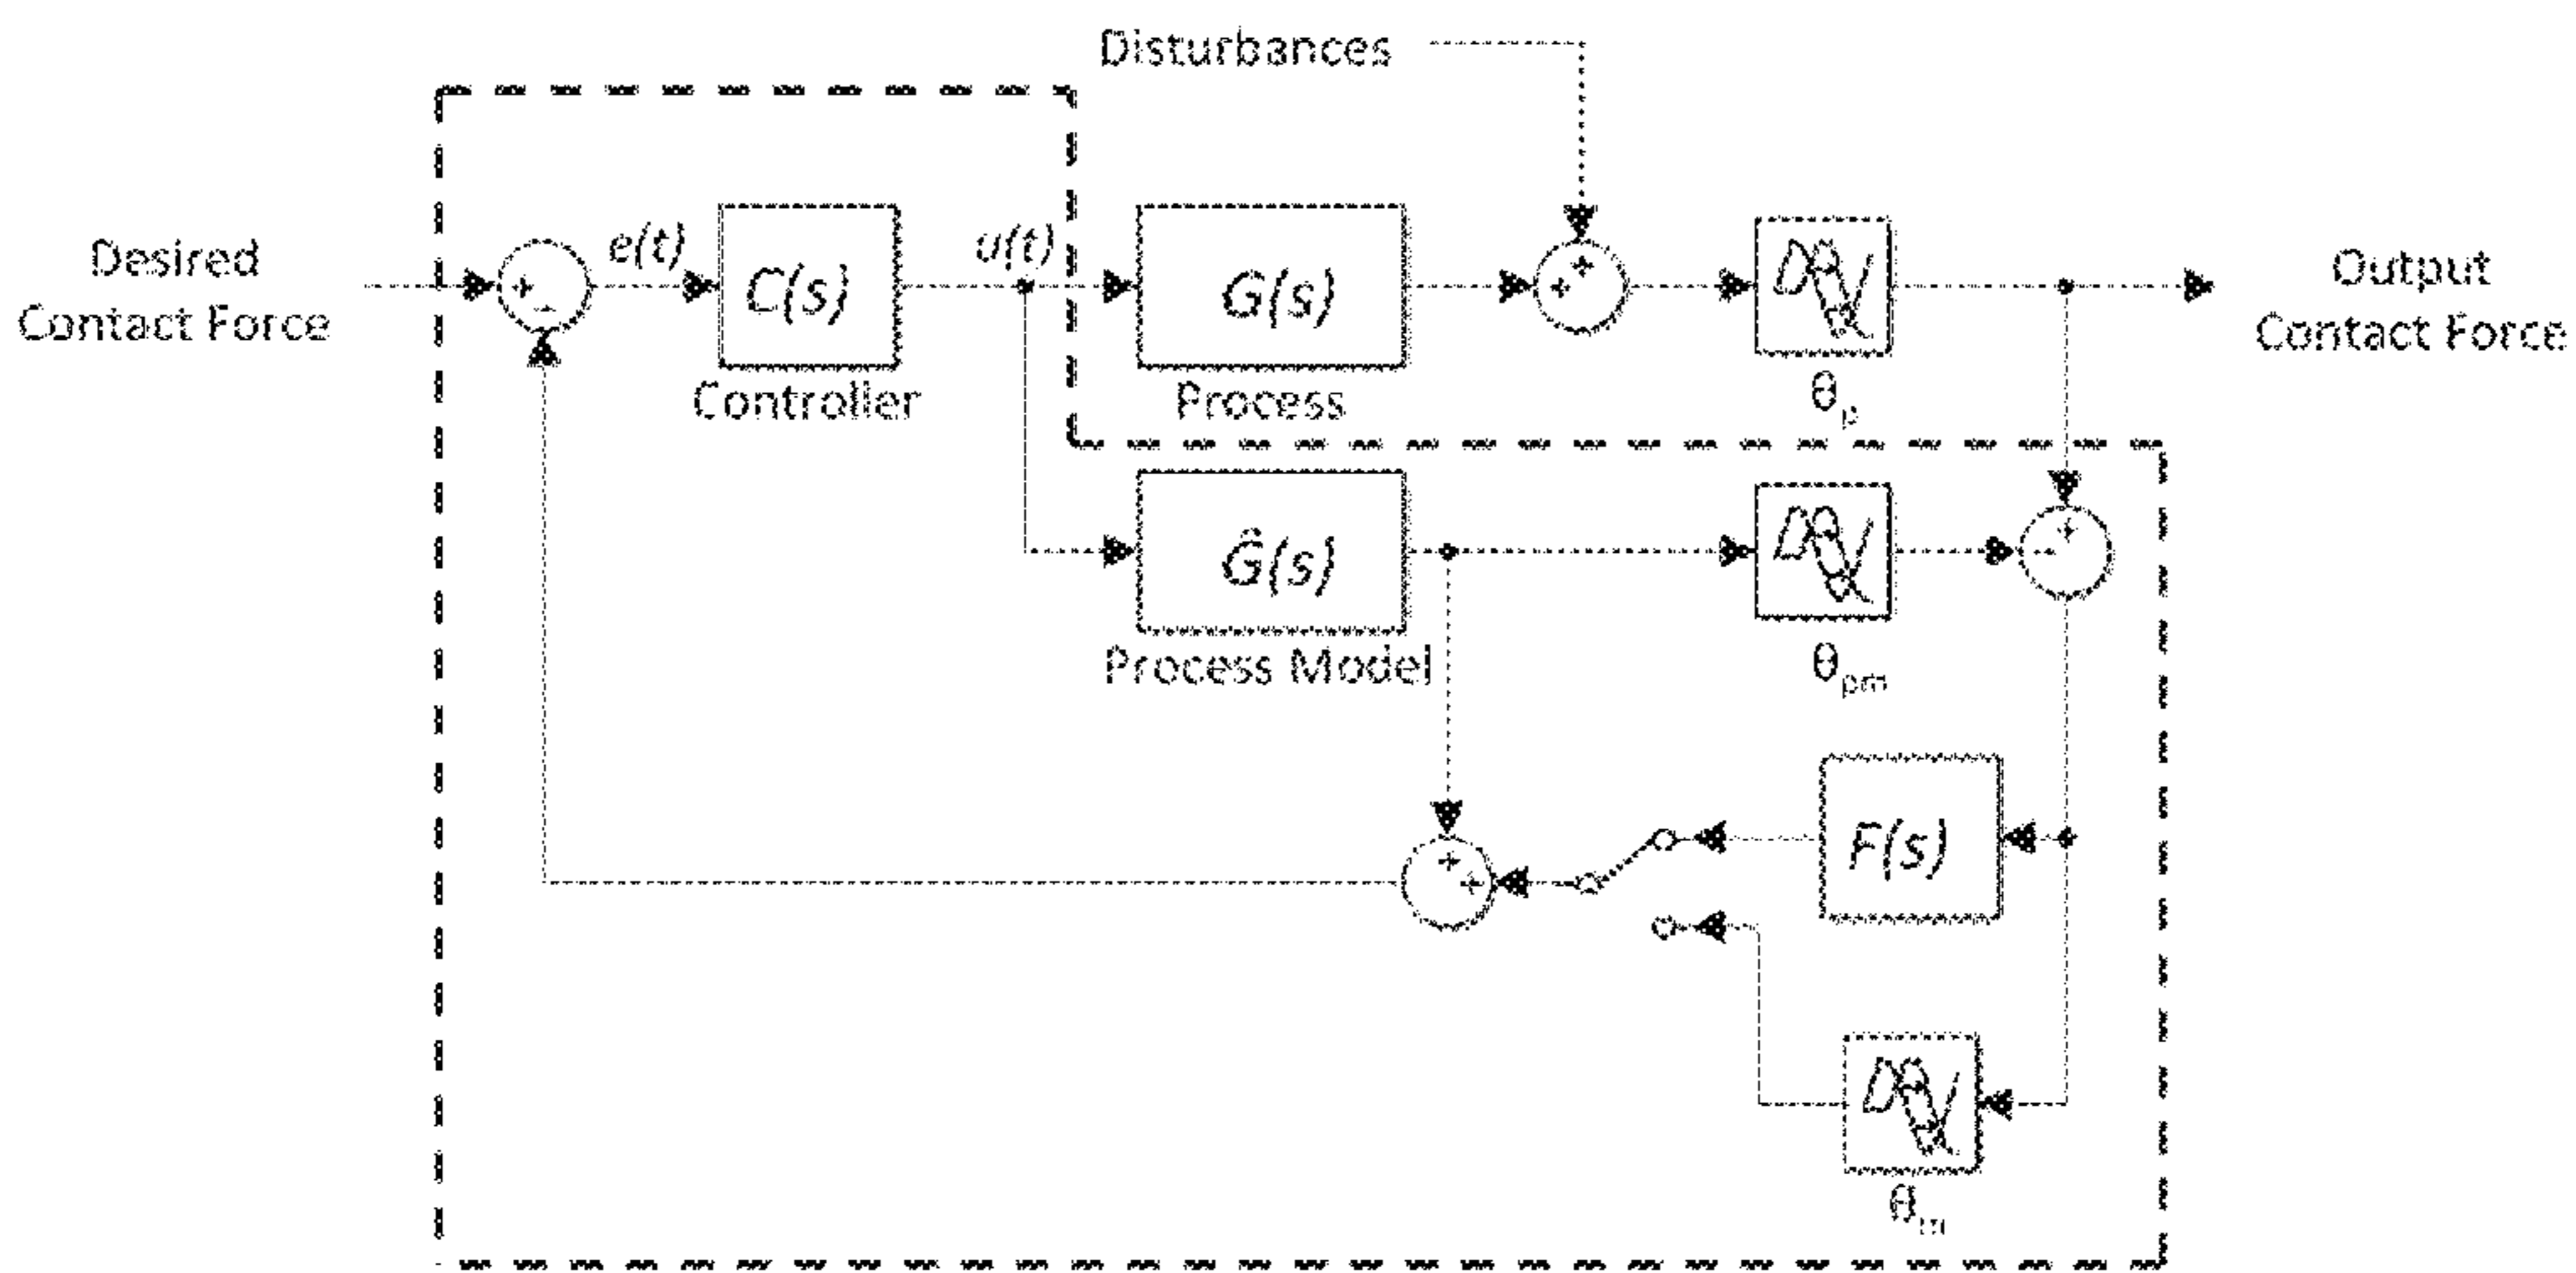 Disturbances
Desired
Contact Force
+
−
e(t)
C(s)
Controller
u(t)
G(s)
Process
+
+
θp
Output
Contact Force
Ĝ(s)
Process Model
θpm
+
−
F(s)
+
+
θm